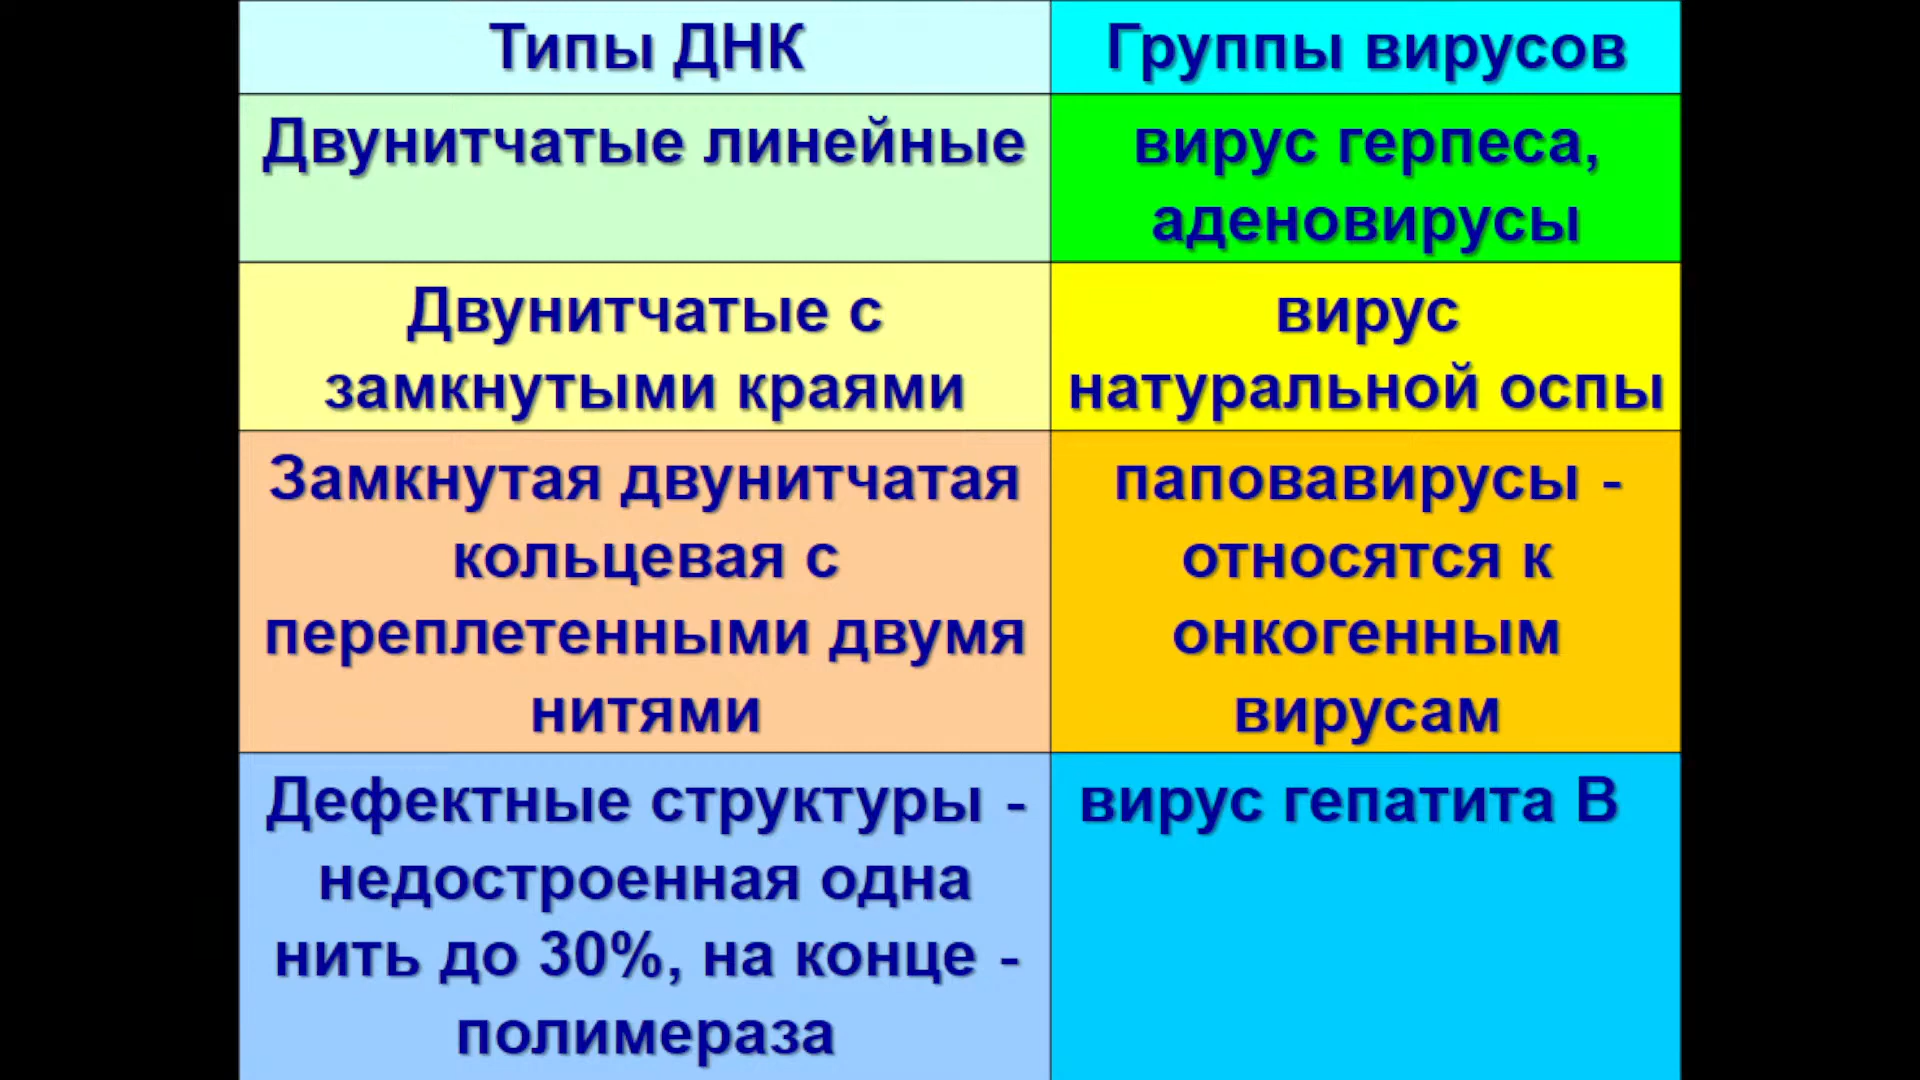 Типы ДНК
Группы вирусов
Двунитчатые линейные
вирус герпеса,
аденовирусы
Двунитчатые с
замкнутыми краями
вирус
натуральной оспы
Замкнутая двунитчатая
кольцевая с
переплетенными двумя
нитями
паповавирусы -
относятся к
онкогенным
вирусам
Дефектные структуры -
недостроенная одна
нить до 30%, на конце -
полимераза
вирус гепатита В